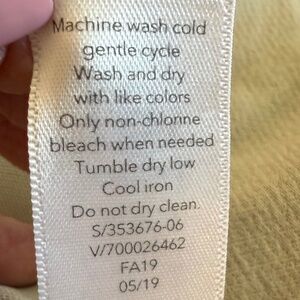 Machine wash cold
gentle cycle
Wash and dry
with like colors
Only non-chlorine
bleach when needed
Tumble dry low
Cool iron
Do not dry clean.
S/353676-06
V/700026462
FA19
05/19